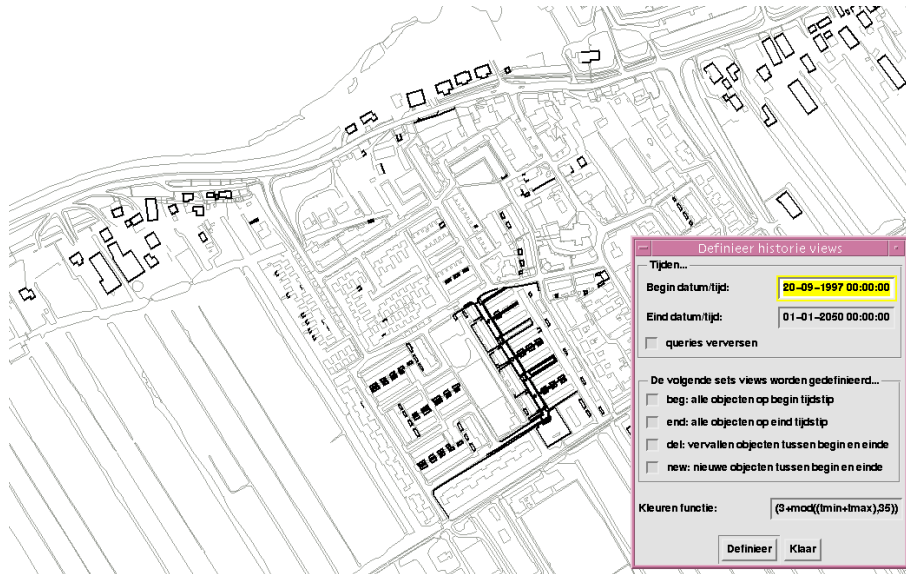 Definieer historie views
Tijden...
Begin datum/tijd: 20-09-1997 00:00:00
Eind datum/tijd: 01-01-2050 00:00:00
queries verversen
De volgende sets views worden gedefinieerd...
beg: alle objecten op begin tijdstip
end: alle objecten op eind tijdstip
del: vervallen objecten tussen begin en einde
new: nieuwe objecten tussen begin en einde
Kleuren functie: (3+mod((tmin+tmax),35))
Definieer Klaar